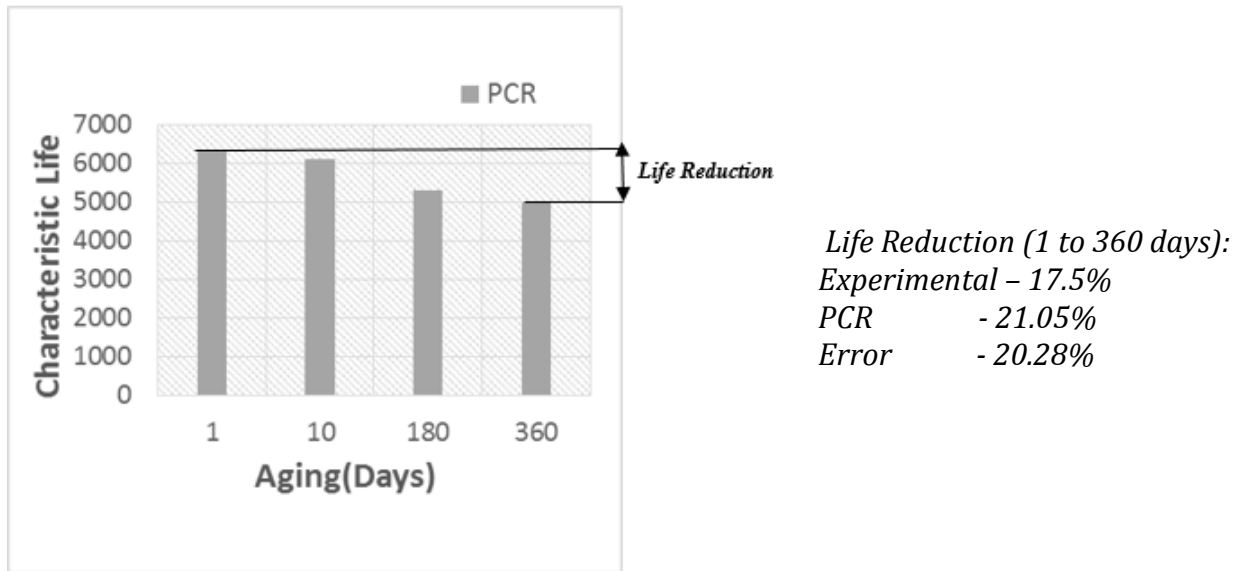 PCR
7000
6000
5000
4000
3000
2000
1000
0
Characteristic Life
1 10 180 360
Aging(Days)
Life Reduction
Life Reduction (1 to 360 days):
Experimental – 17.5%
PCR - 21.05%
Error - 20.28%